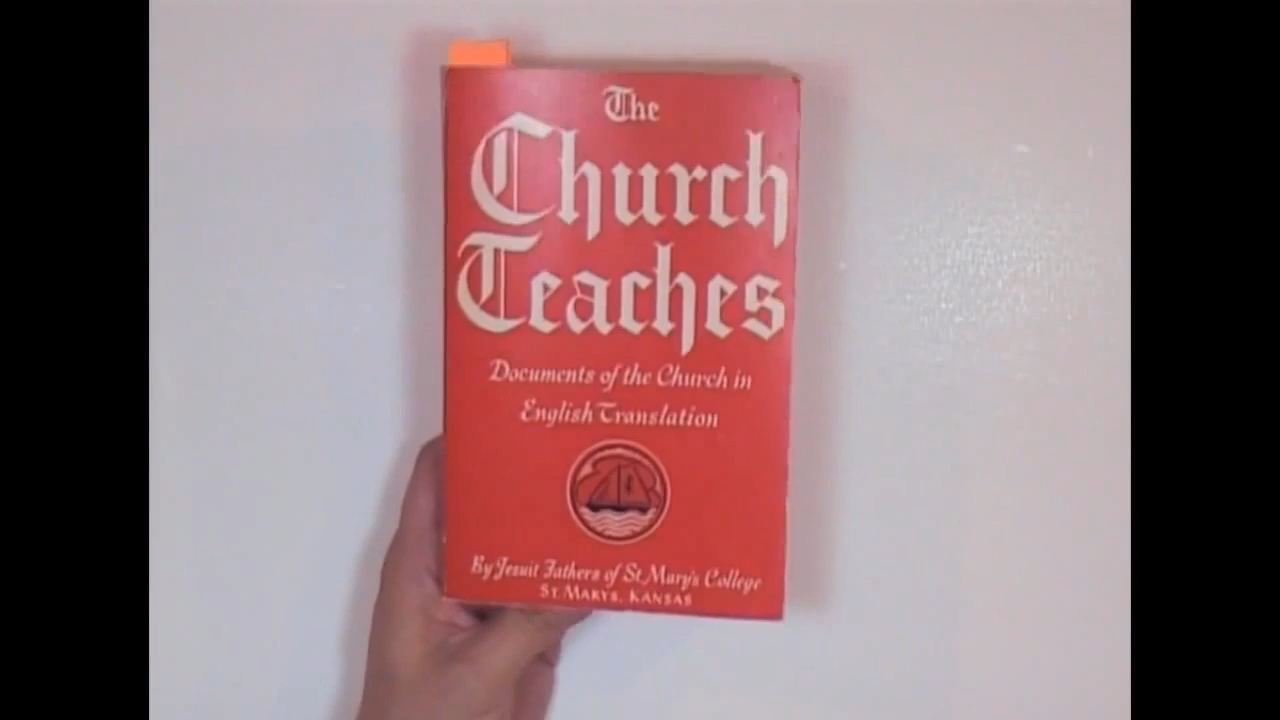 The
Church
Teaches
Documents of the Church in
English Translation
By Jesuit Fathers of St Mary's College
ST. MARYS, KANSAS